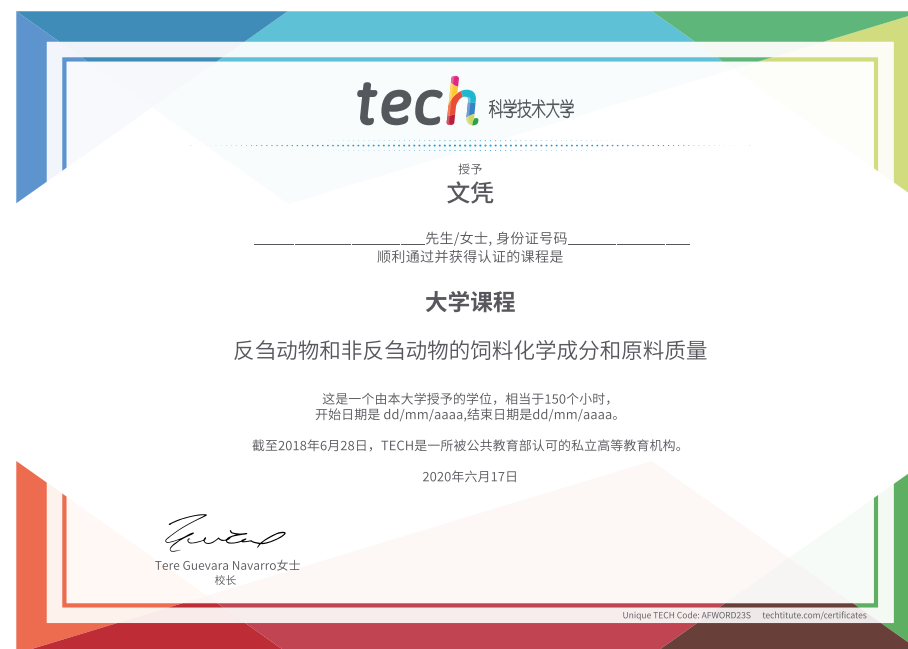 tech 科学技术大学
授予
文凭
先生/女士, 身份证号码
顺利通过并获得认证的课程是
大学课程
反刍动物和非反刍动物的饲料化学成分和原料质量
这是一个由本大学授予的学位，相当于150个小时，
开始日期是 dd/mm/aaaa,结束日期是dd/mm/aaaa。
截至2018年6月28日，TECH是一所被公共教育部认可的私立高等教育机构。
2020年六月17日
Tere Guevara Navarro女士
校长
Unique TECH Code: AFWORD23S techtitute.com/certificates